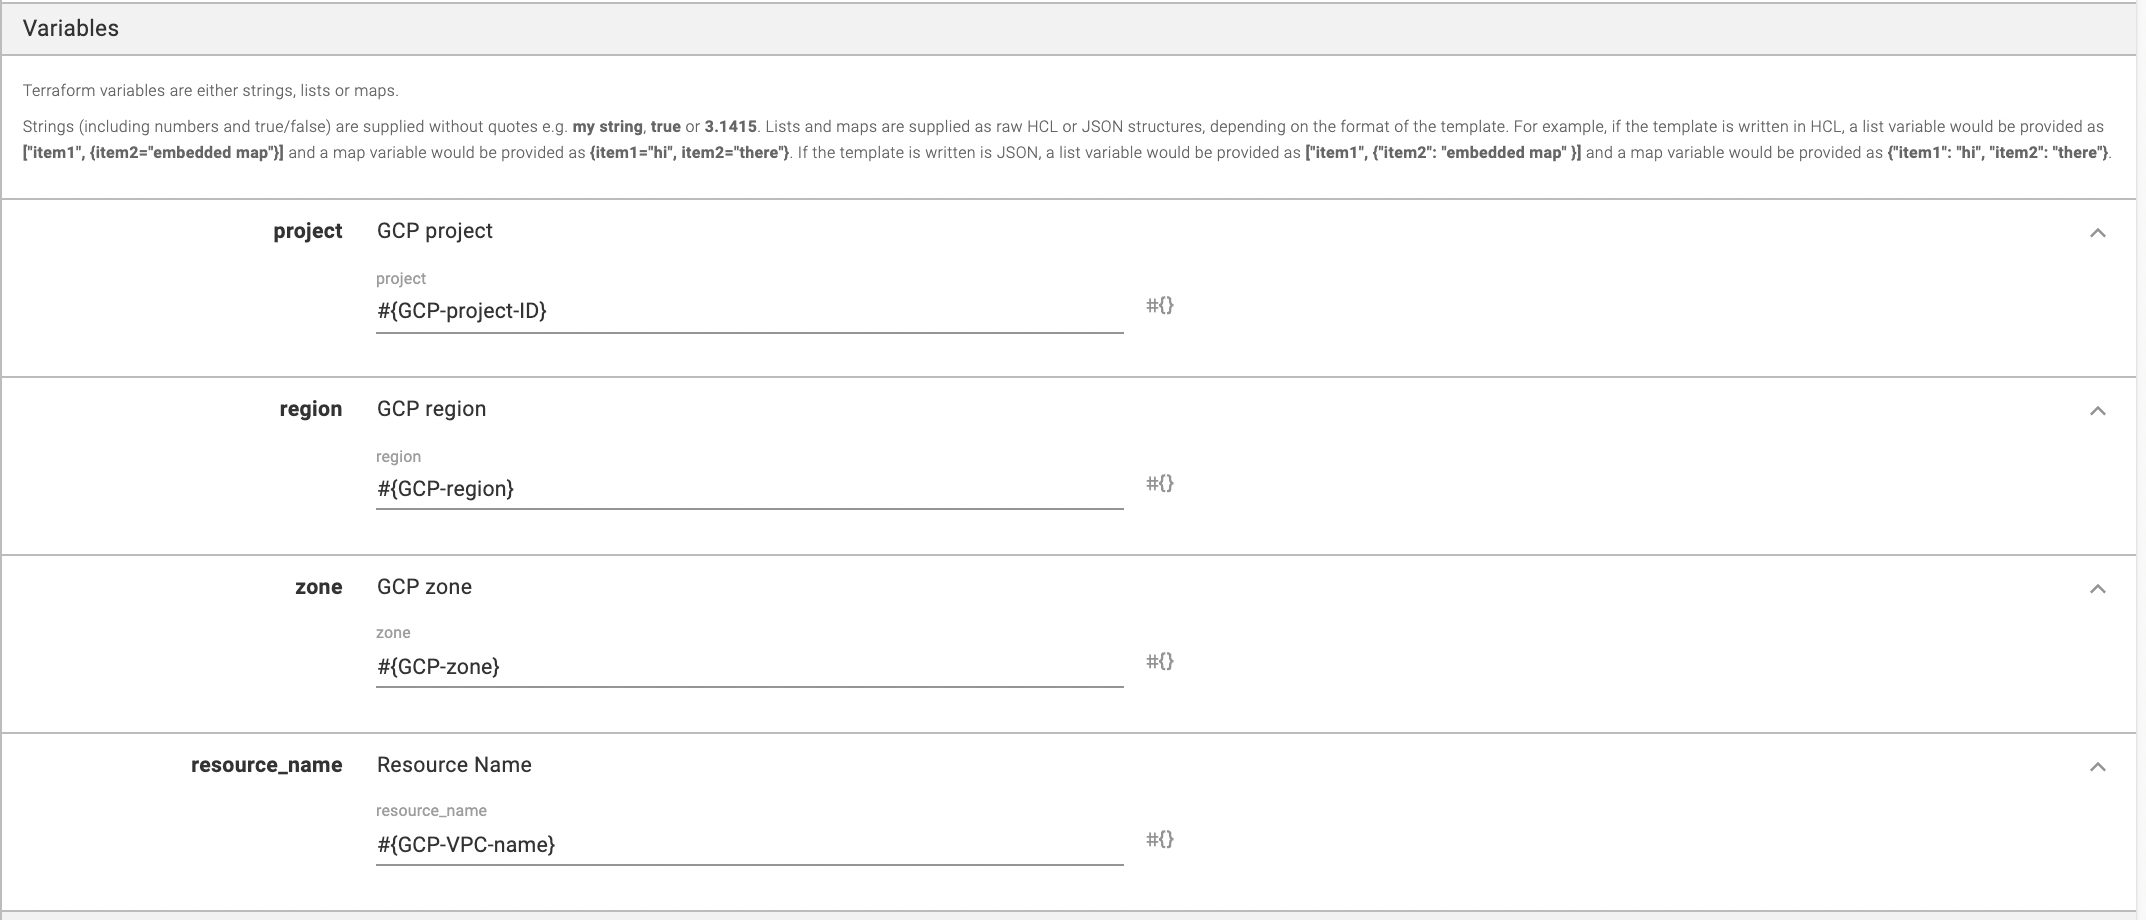 Variables
Terraform variables are either strings, lists or maps.
Strings (including numbers and true/false) are supplied without quotes e.g. my string, true or 3.1415. Lists and maps are supplied as raw HCL or JSON structures, depending on the format of the template. For example, if the template is written in HCL, a list variable would be provided as
["item1", {item2="embedded map"}] and a map variable would be provided as {item1="hi", item2="there"}. If the template is written is JSON, a list variable would be provided as ["item1", {"item2": "embedded map" }] and a map variable would be provided as {"item1": "hi", "item2": "there"}.
project GCP project
project
#{GCP-project-ID} #{}
region GCP region
region
#{GCP-region} #{}
zone GCP zone
zone
#{GCP-zone} #{}
resource_name Resource Name
resource_name
#{GCP-VPC-name} #{}